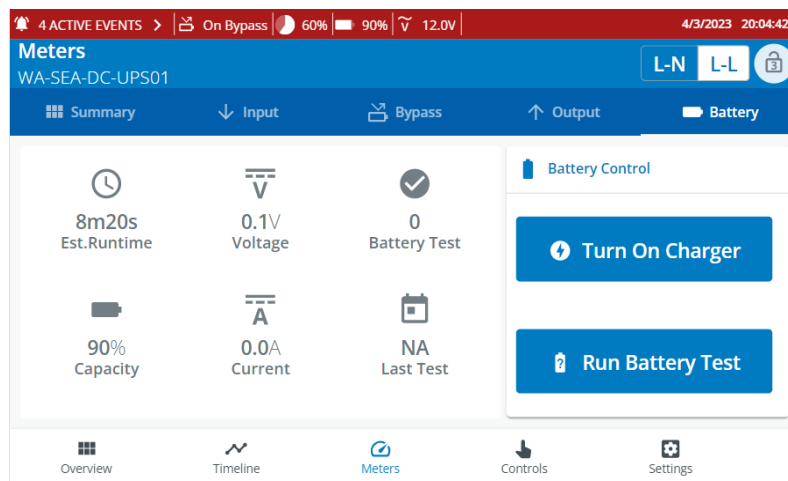 4 ACTIVE EVENTS > On Bypass 60% 90% V 12.0V 4/3/2023 20:04:42
Meters
WA-SEA-DC-UPS01
L-N L-L 3
Summary Input Bypass Output Battery
V
8m20s 0.1V 0
Est.Runtime Voltage Battery Test
A
90% 0.0A NA
Capacity Current Last Test
Battery Control
Turn On Charger
? Run Battery Test
Overview Timeline Meters Controls Settings